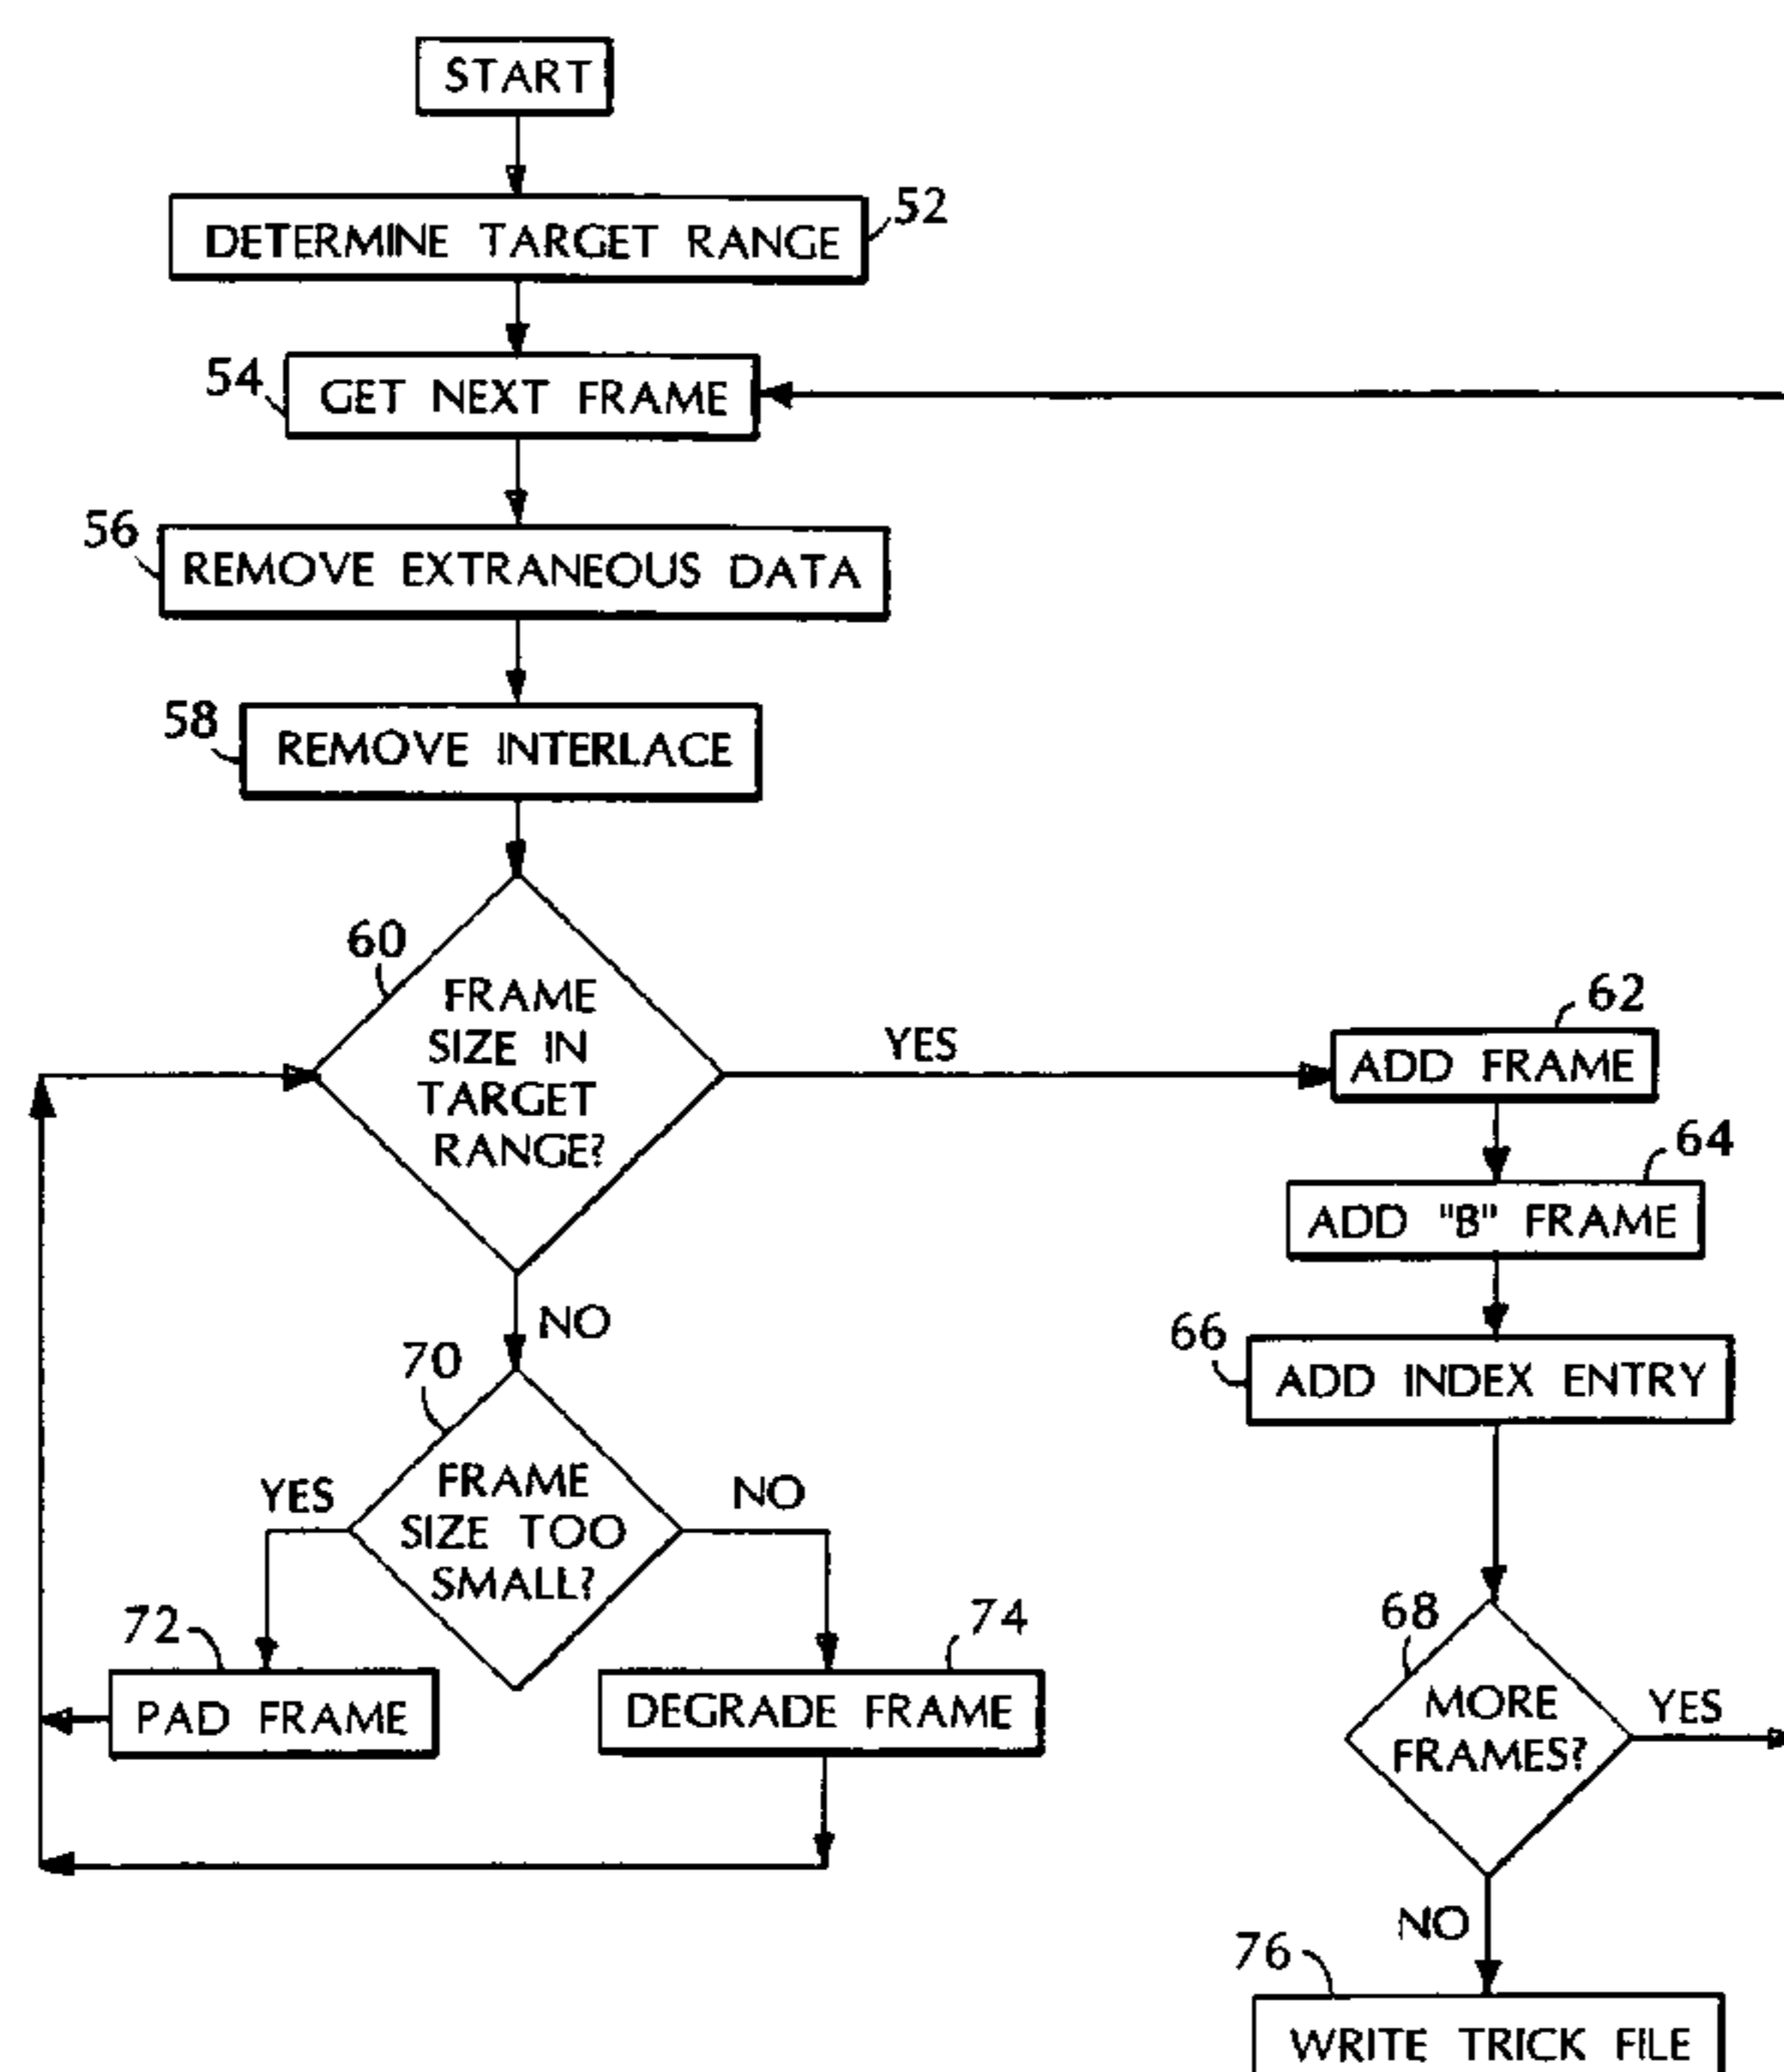 START
DETERMINE TARGET RANGE
52
54
GET NEXT FRAME
56
REMOVE EXTRANEOUS DATA
58
REMOVE INTERLACE
60
FRAME
SIZE IN
TARGET
RANGE?
YES
62
ADD FRAME
64
ADD "B" FRAME
66
ADD INDEX ENTRY
NO
70
FRAME
SIZE TOO
SMALL?
YES
NO
72
PAD FRAME
74
DEGRADE FRAME
68
MORE
FRAMES?
YES
NO
76
WRITE TRICK FILE